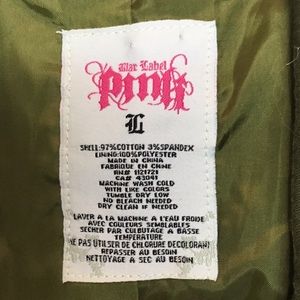 Blac Label
PINK
L
SHELL:97%COTTON 3%SPANDEX
LINING:100%POLYESTER
MADE IN CHINA
FABRIQUE EN CHINE
RN# 1121721
CA# 43041
MACHINE WASH COLD
WITH LIKE COLORS
TUMBLE DRY LOW
NO BLEACH NEEDED
DRY CLEAN IF NEEDED
LAVER A LA MACHINE A L'EAU FROIDE
AVEC COULEURS SEMBLABLES
SECHER PAR CULBUTAGE A BASSE
TEMPERATURE
NE PAS UTILISER DE CHLORURE DECOLORANT
REPASSER AU BESOIN
NETTOYAGE A SEC AU BESOIN